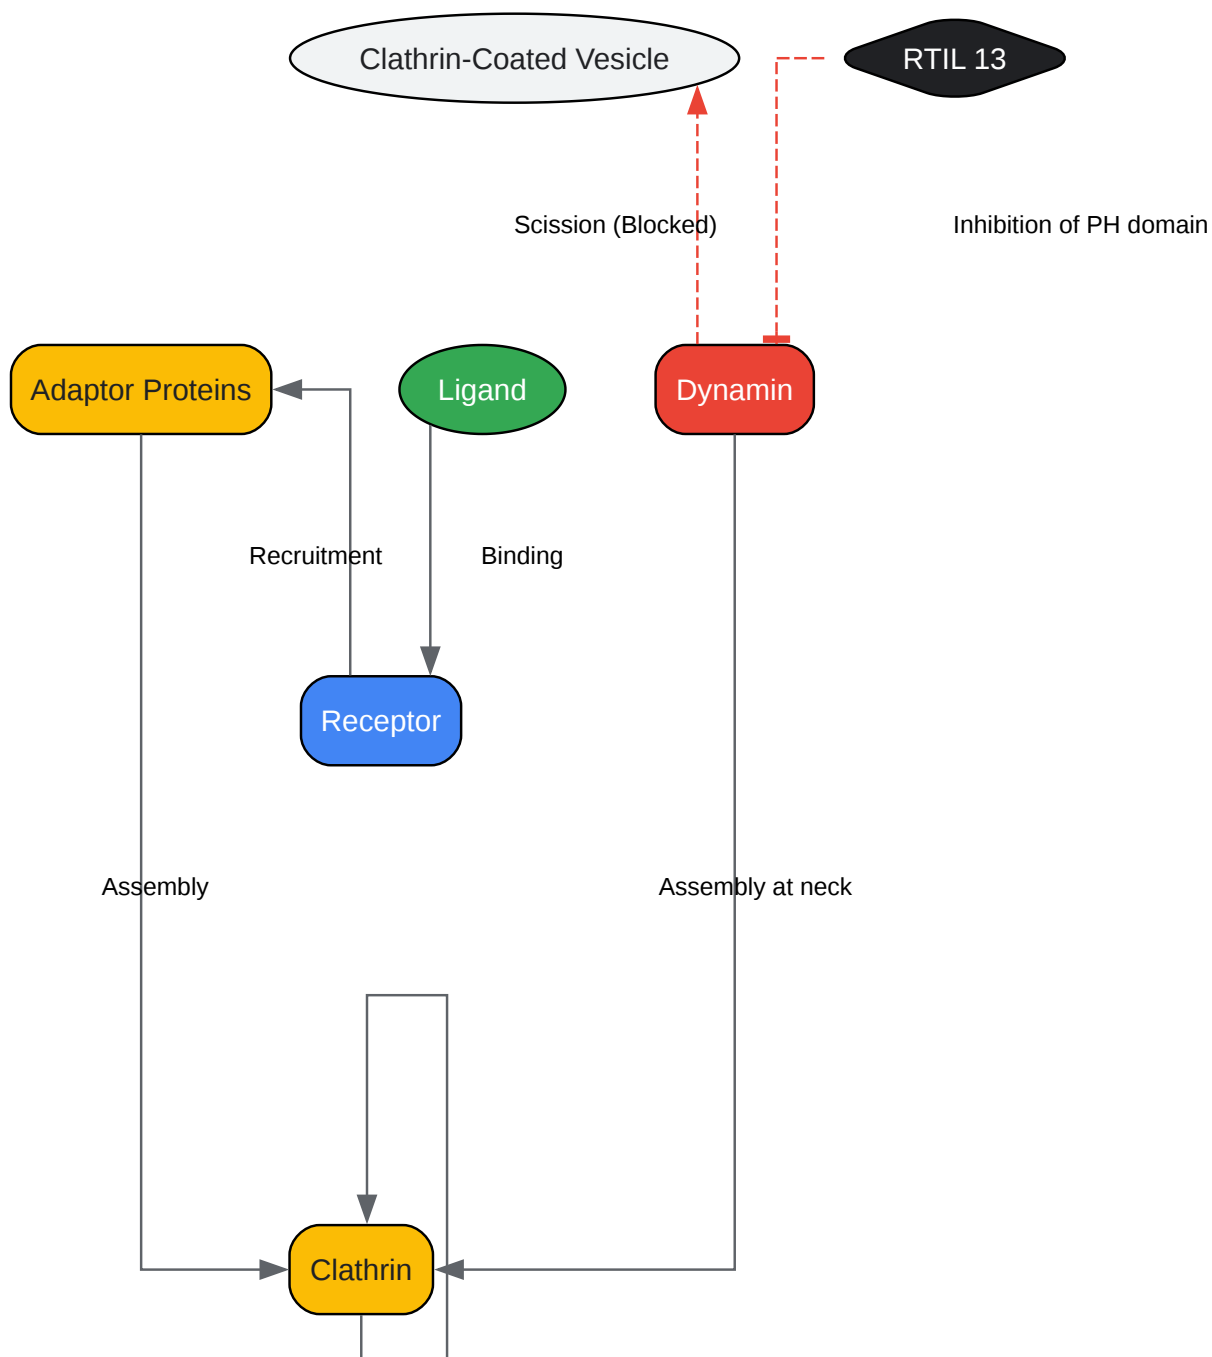 Clathrin-Coated Vesicle
RTIL 13
Scission (Blocked)
Inhibition of PH domain
Adaptor Proteins
Ligand
Dynamin
Recruitment
Binding
Receptor
Assembly
Assembly at neck
Clathrin